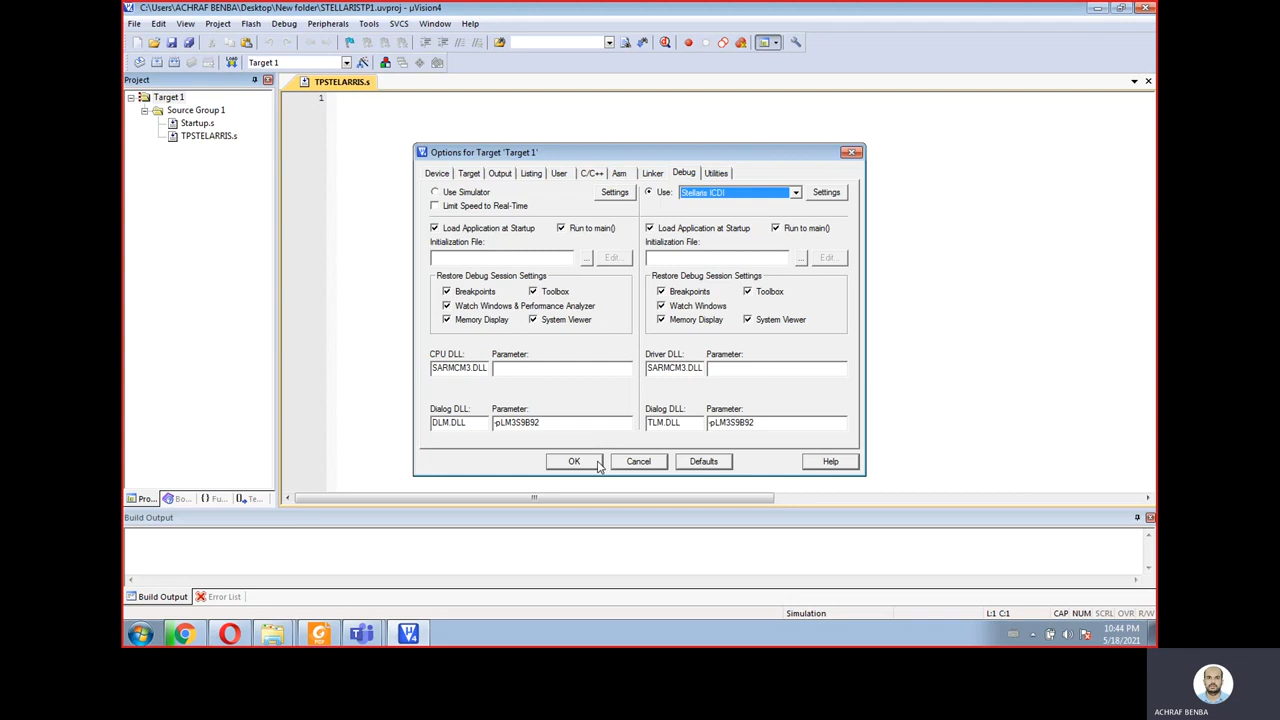 C:\Users\ACHRAF BENBA\Desktop\New folder\STELLARISTP1.uvproj - µVision4
File Edit View Project Flash Debug Peripherals Tools SVCS Window Help
Target 1
Project
TPSTELARRIS.s
Target 1
Source Group 1
Startup.s
TPSTELARRIS.s
1
Options for Target 'Target 1'
Device Target Output Listing User C/C++ Asm Linker Debug Utilities
Use Simulator Settings Use: Stellaris ICDI Settings
Limit Speed to Real-Time
Load Application at Startup Run to main() Load Application at Startup Run to main()
Initialization File: Initialization File:
... Edit... ... Edit...
Restore Debug Session Settings Restore Debug Session Settings
Breakpoints Toolbox Breakpoints Toolbox
Watch Windows & Performance Analyzer Watch Windows
Memory Display System Viewer Memory Display System Viewer
CPU DLL: Parameter: Driver DLL: Parameter:
SARMCM3.DLL SARMCM3.DLL
Dialog DLL: Parameter: Dialog DLL: Parameter:
DLM.DLL -pLM3S9B92 TLM.DLL -pLM3S9B92
OK Cancel Defaults Help
Pro... Bo... {} Fu... Te...
Build Output
Build Output Error List
Simulation L:1 C:1 CAP NUM SCRL OVR R/W
10:44 PM
5/18/2021
ACHRAF BENBA